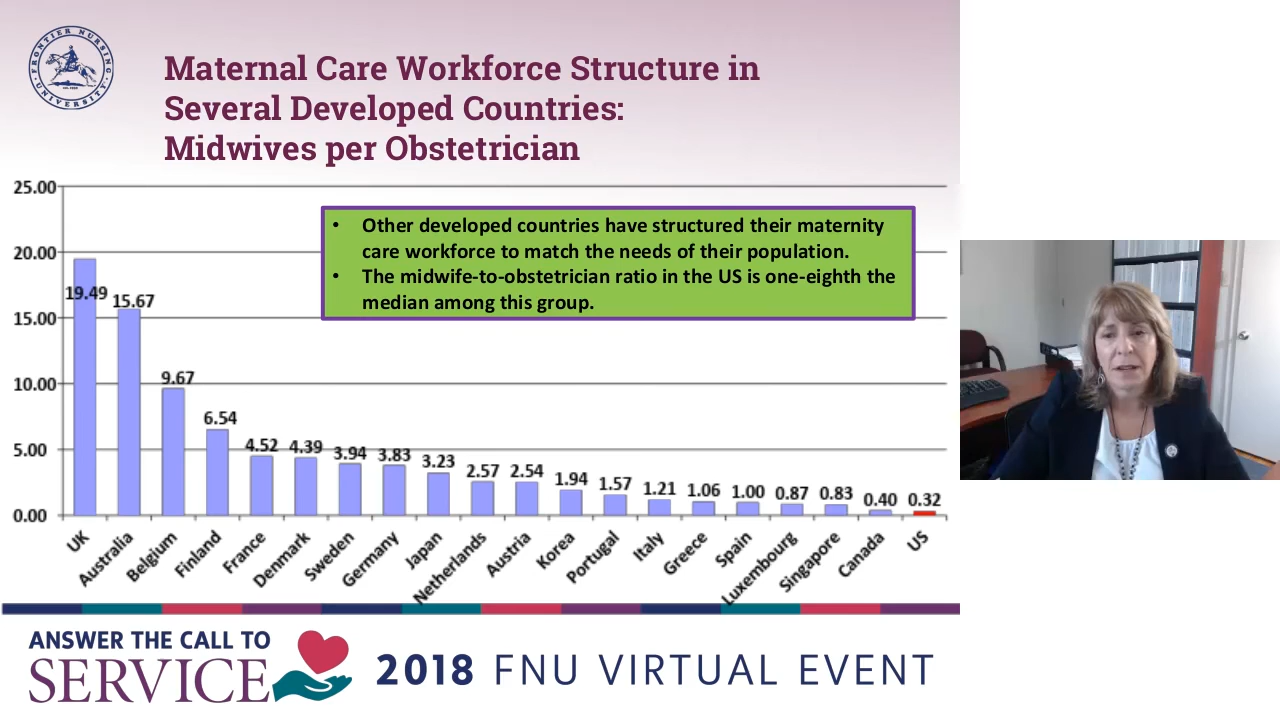 FRONTIER NURSING
UNIVERSITY
Maternal Care Workforce Structure in
Several Developed Countries:
Midwives per Obstetrician
25.00
20.00
15.00
10.00
5.00
0.00
• Other developed countries have structured their maternity
care workforce to match the needs of their population.
• The midwife-to-obstetrician ratio in the US is one-eighth the
median among this group.
19.49
15.67
9.67
6.54
4.52
4.39
3.94
3.83
3.23
2.57
2.54
1.94
1.57
1.21
1.06
1.00
0.87
0.83
0.40
0.32
UK
Australia
Belgium
Finland
France
Denmark
Sweden
Germany
Japan
Netherlands
Austria
Korea
Portugal
Italy
Greece
Spain
Luxembourg
Singapore
Canada
US
ANSWER THE CALL TO
SERVICE
2018 FNU VIRTUAL EVENT